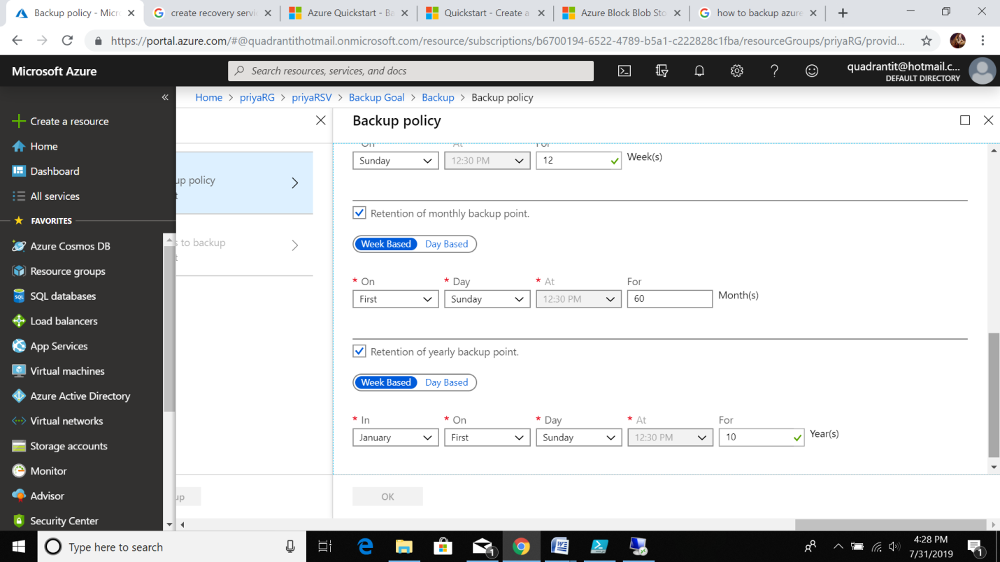 Backup policy - Micr
create recovery servi
Azure Quickstart - Ba
Quickstart - Create a
Azure Block Blob Sto
how to backup azure
https://portal.azure.com/#@quadrantithotmail.onmicrosoft.com/resource/subscriptions/b6700194-6522-4789-b5a1-c222828c1fba/resourceGroups/priyaRG/provid...
Microsoft Azure
Search resources, services, and docs
quadrantit@hotmail.c...
DEFAULT DIRECTORY
Home > priyaRG > priyaRSV > Backup Goal > Backup > Backup policy
Create a resource
Home
Dashboard
All services
FAVORITES
Azure Cosmos DB
Resource groups
SQL databases
Load balancers
App Services
Virtual machines
Azure Active Directory
Virtual networks
Storage accounts
Monitor
Advisor
Security Center
up policy
t
s to backup
t
up
Backup policy
On At For
Sunday 12:30 PM 12 Week(s)
Retention of monthly backup point.
Week Based Day Based
* On * Day * At For
First Sunday 12:30 PM 60 Month(s)
Retention of yearly backup point.
Week Based Day Based
* In * On * Day * At For
January First Sunday 12:30 PM 10 Year(s)
OK
Type here to search
1
4:28 PM
7/31/2019
1